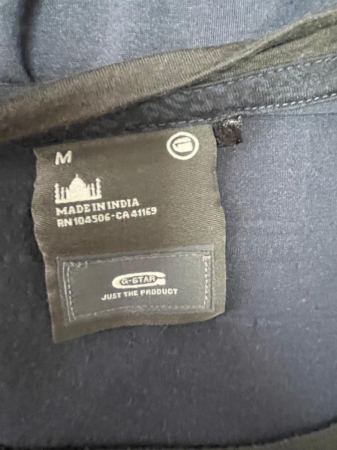 M
MADE IN INDIA
RN 104506-CA 41169
G-STAR
JUST THE PRODUCT